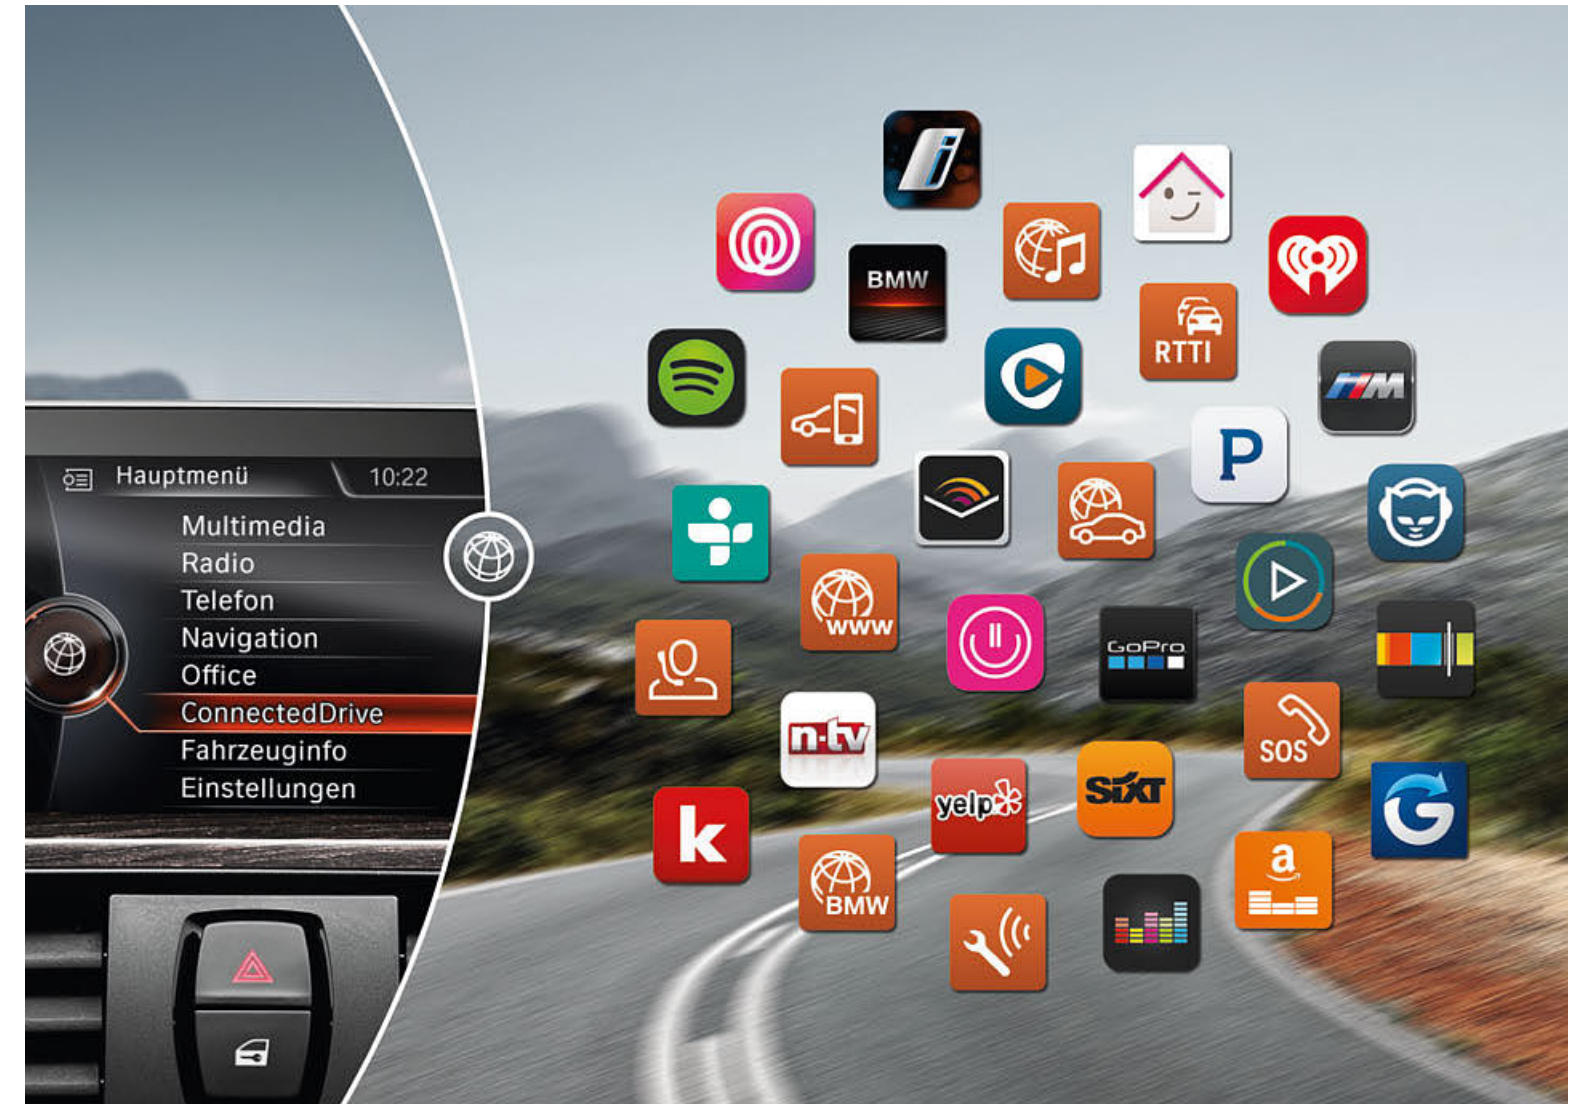 Hauptmenü 10:22
Multimedia
Radio
Telefon
Navigation
Office
ConnectedDrive
Fahrzeuginfo
Einstellungen
i
BMW
RTTI
M
P
www
GoPro
n-tv
SOS
yelp
SIXT
k
BMW
a
G